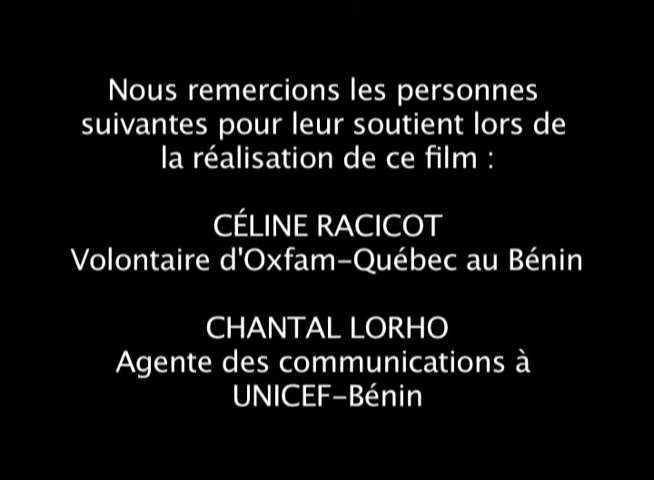 Nous remercions les personnes
suivantes pour leur soutient lors de
la réalisation de ce film :
CÉLINE RACICOT
Volontaire d'Oxfam–Québec au Bénin
CHANTAL LORHO
Agente des communications à
UNICEF–Bénin